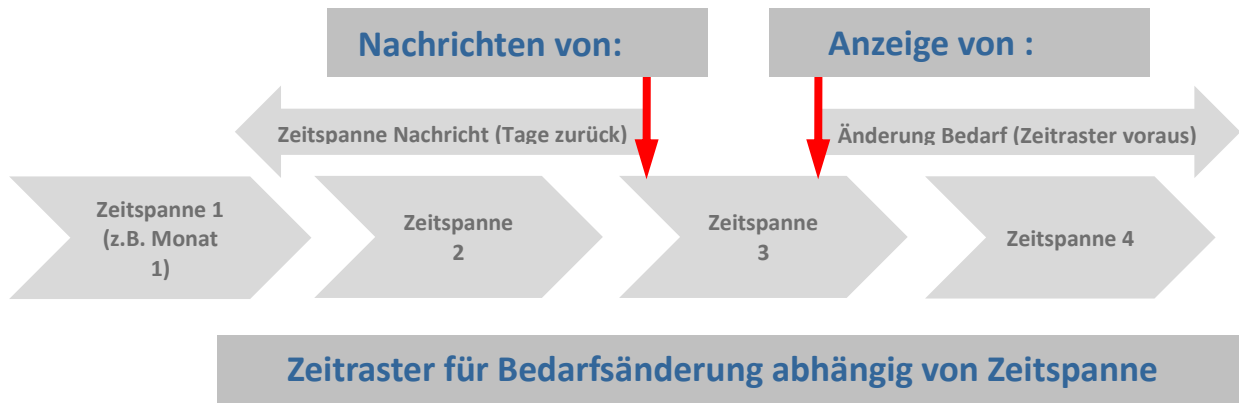 Nachrichten von:
Anzeige von :
Zeitspanne Nachricht (Tage zurück)
Änderung Bedarf (Zeitraster voraus)
Zeitspanne 1
(z.B. Monat
1)
Zeitspanne
2
Zeitspanne
3
Zeitspanne 4
Zeitraster für Bedarfsänderung abhängig von Zeitspanne